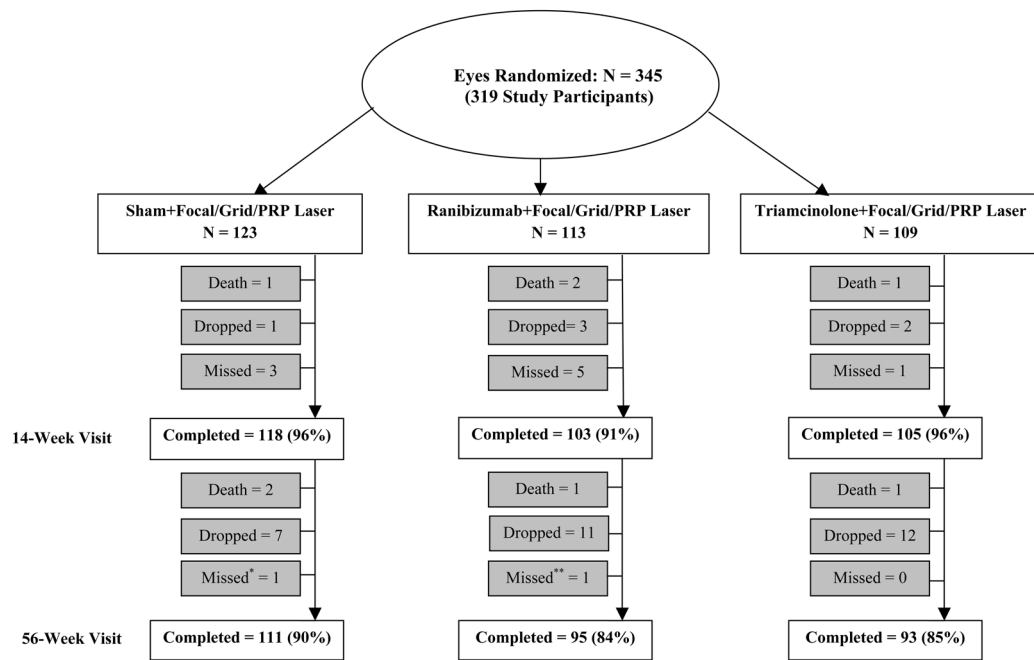 Eyes Randomized: N = 345
(319 Study Participants)
Sham+Focal/Grid/PRP Laser
N = 123
Ranibizumab+Focal/Grid/PRP Laser
N = 113
Triamcinolone+Focal/Grid/PRP Laser
N = 109
Death = 1
Death = 2
Death = 1
Dropped = 1
Dropped= 3
Dropped = 2
Missed = 3
Missed = 5
Missed = 1
14-Week Visit
Completed = 118 (96%)
Completed = 103 (91%)
Completed = 105 (96%)
Death = 2
Death = 1
Death = 1
Dropped = 7
Dropped = 11
Dropped = 12
Missed* = 1
Missed** = 1
Missed = 0
56-Week Visit
Completed = 111 (90%)
Completed = 95 (84%)
Completed = 93 (85%)